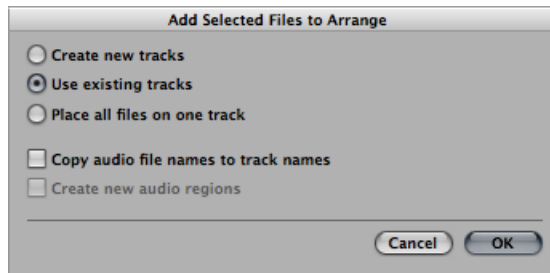 Add Selected Files to Arrange
Create new tracks
Use existing tracks
Place all files on one track
Copy audio file names to track names
Create new audio regions
Cancel OK